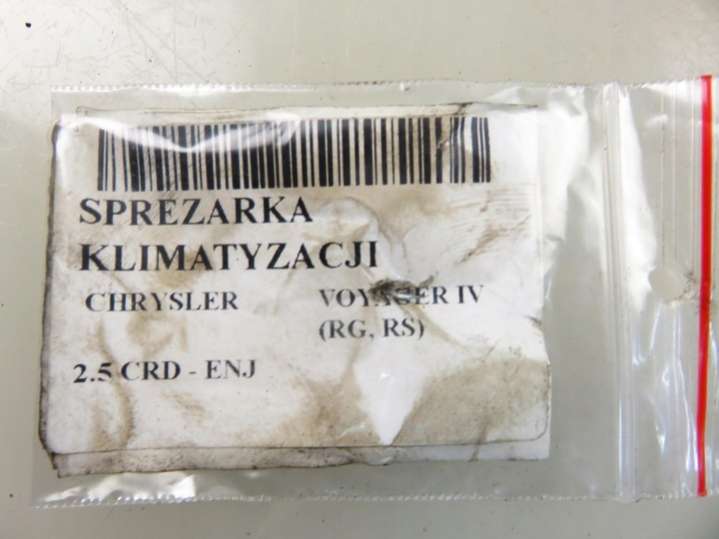 SPREZARKA
KLIMATYZACJI
CHRYSLER VOYAGER IV
(RG, RS)
2.5 CRD - ENJ